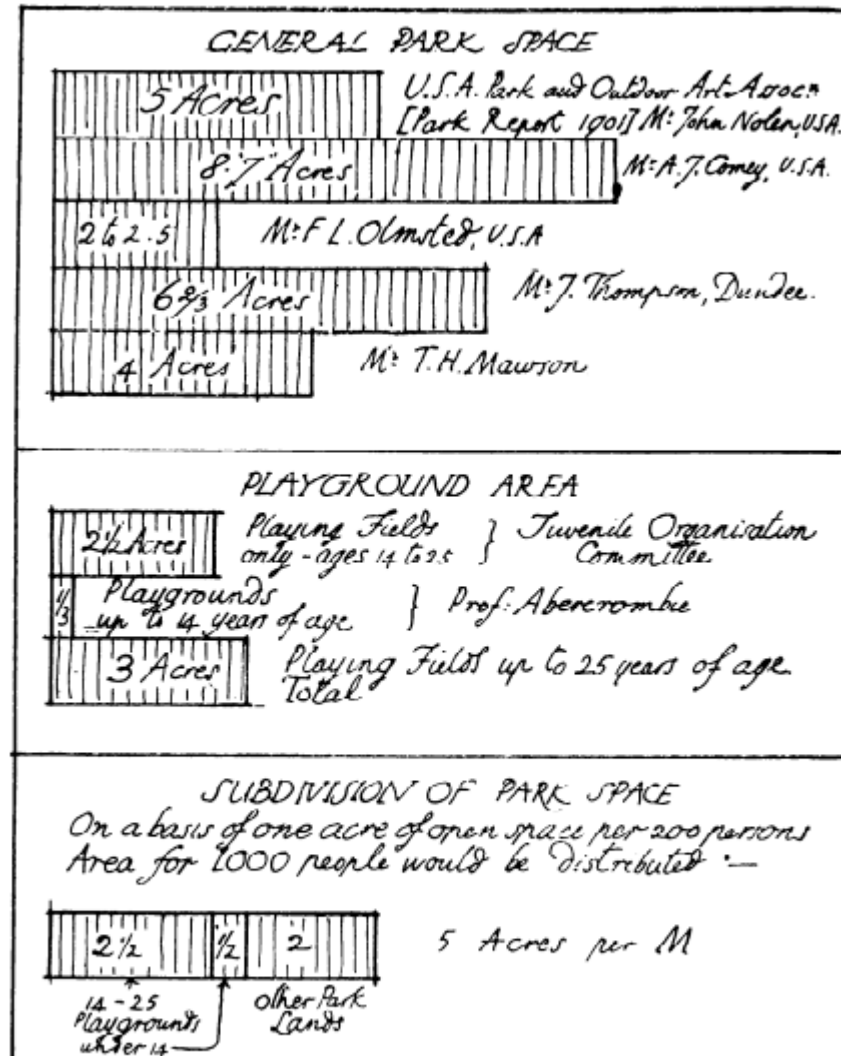 GENERAL PARK SPACE
5 Acres
U.S.A. Park and Outdoor Art Assocn
[Park Report 1901] Mr John Nolen, USA.
8.7 Acres
Mr A. J. Comey, U.S.A.
2 to 2.5
Mr F L. Olmsted, U.S.A
6 2/3 Acres
Mr J. Thompson, Dundee.
4 Acres
Mr T. H. Mawson
PLAYGROUND AREA
2 1/2 Acres
Playing Fields
only - ages 14 to 25
} Juvenile Organisation
Committee
1/3
Playgrounds
up to 14 years of age
} Prof: Abercrombie
3 Acres
Playing Fields up to 25 years of age
Total
SUBDIVISION OF PARK SPACE
On a basis of one acre of open space per 200 persons
Area for 1000 people would be distributed :—
2 1/2
1/2
2
5 Acres per M
14 - 25
Playgrounds
under 14
other Park
Lands